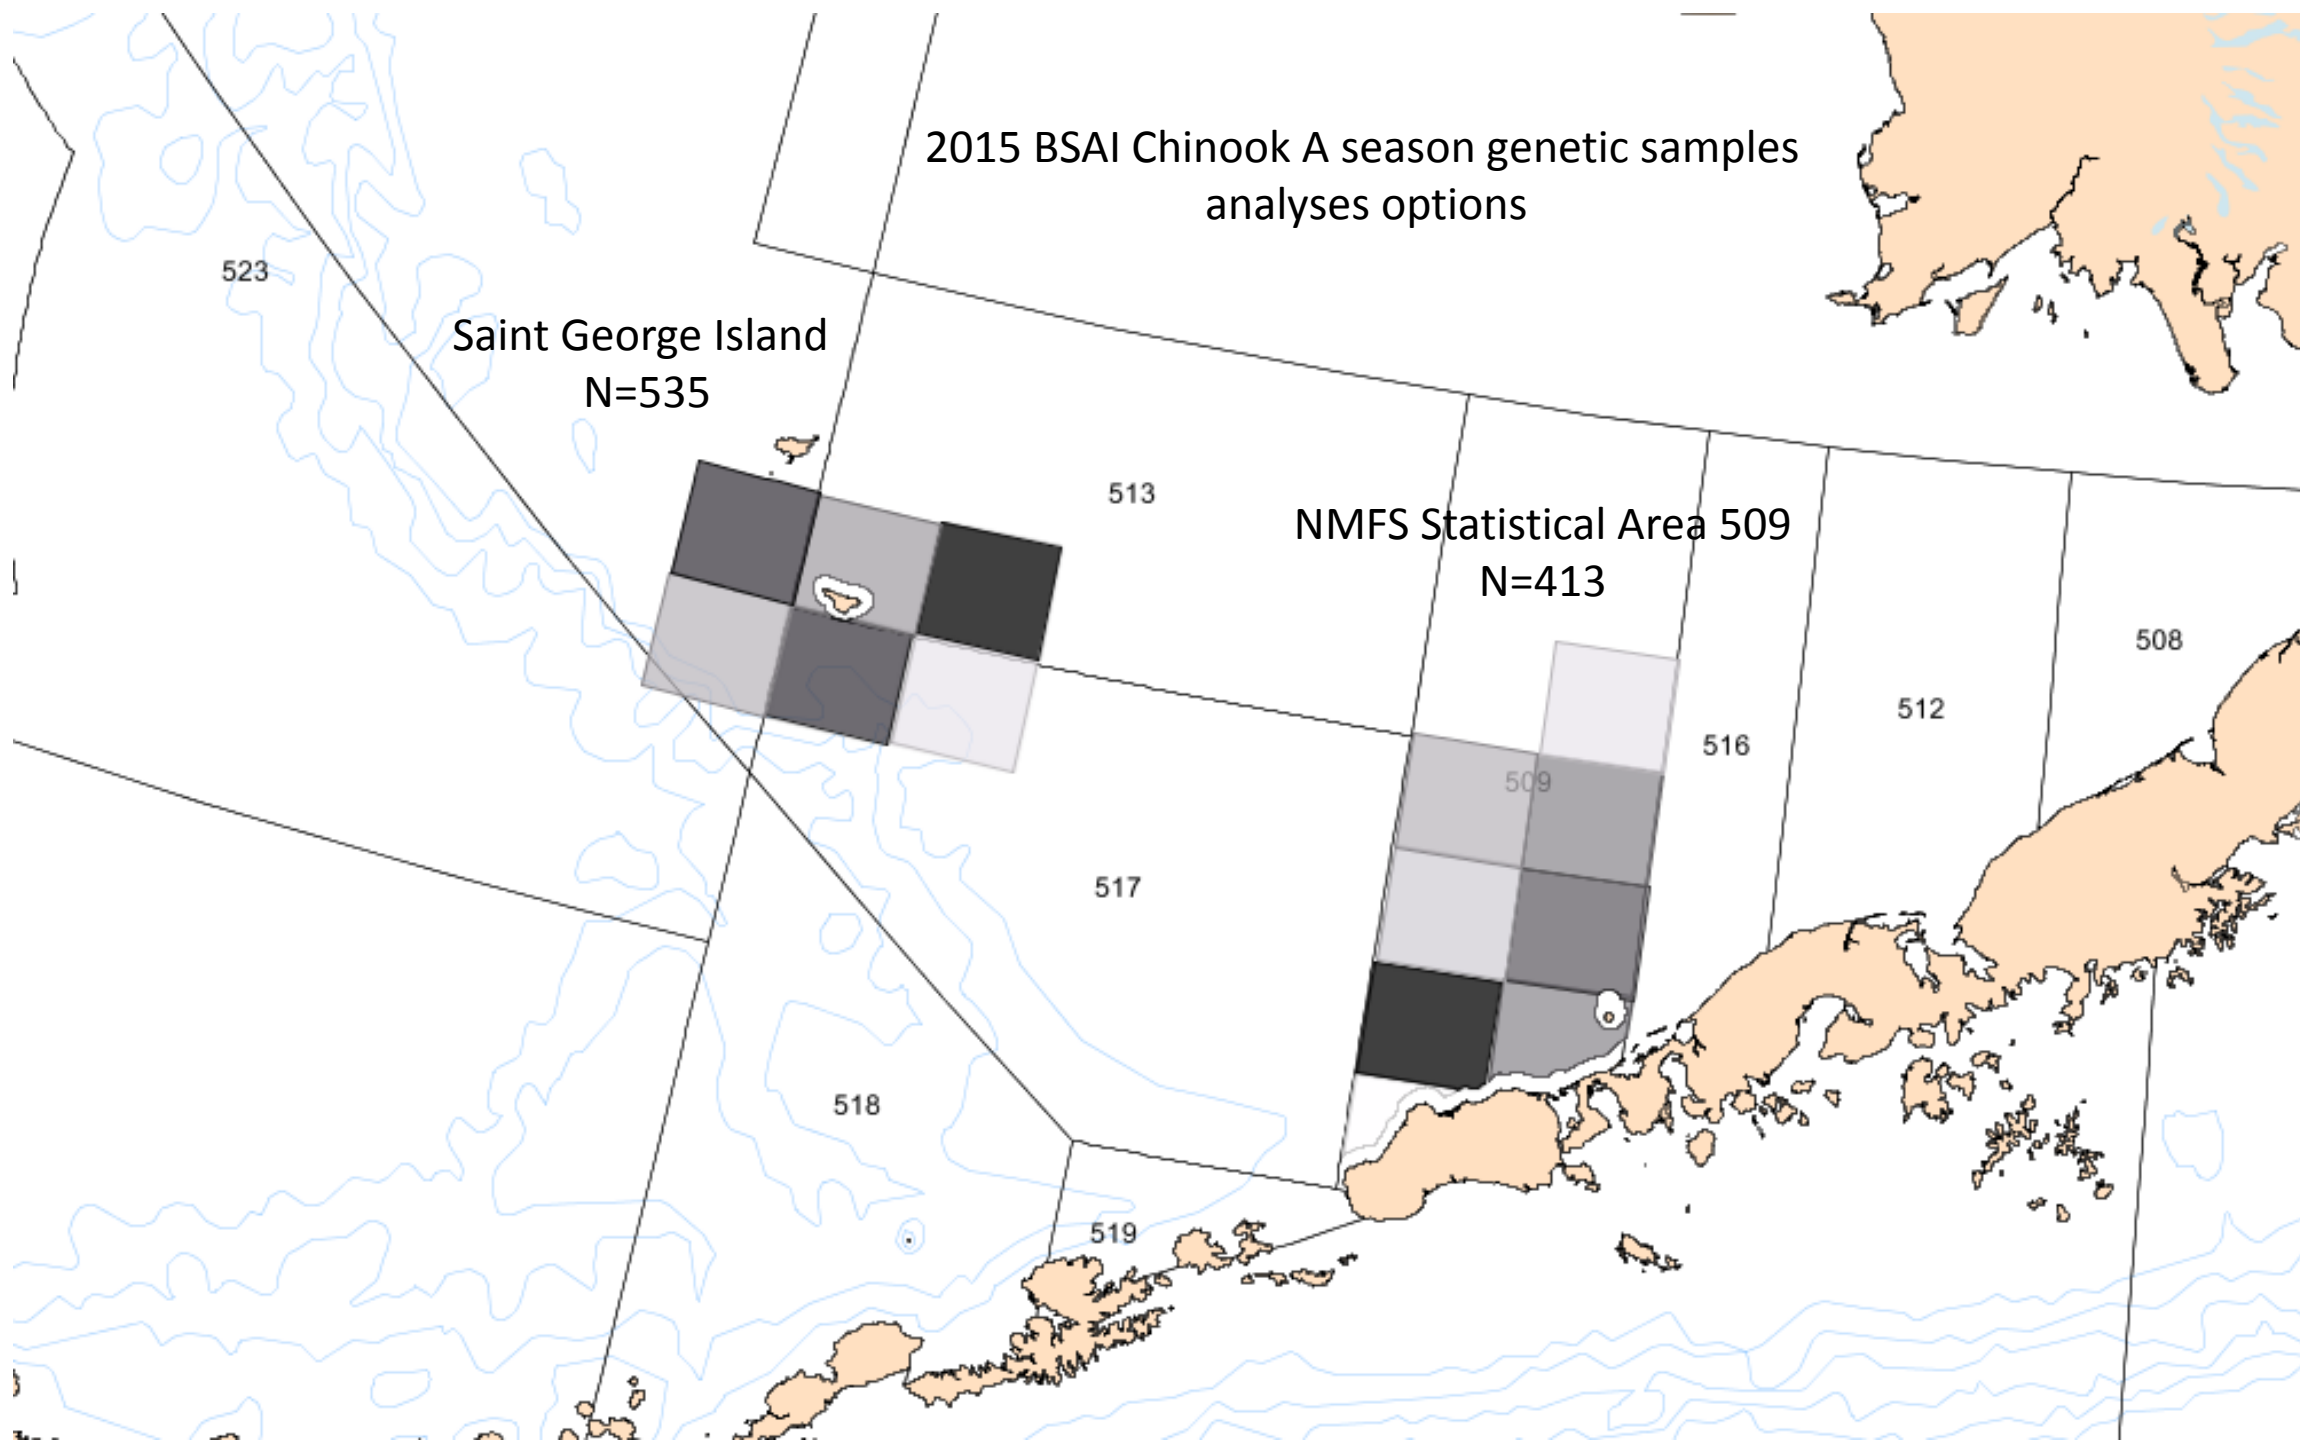 2015 BSAI Chinook A season genetic samples
analyses options
523
Saint George Island
N=535
513
NMFS Statistical Area 509
N=413
508
512
516
509
517
518
519